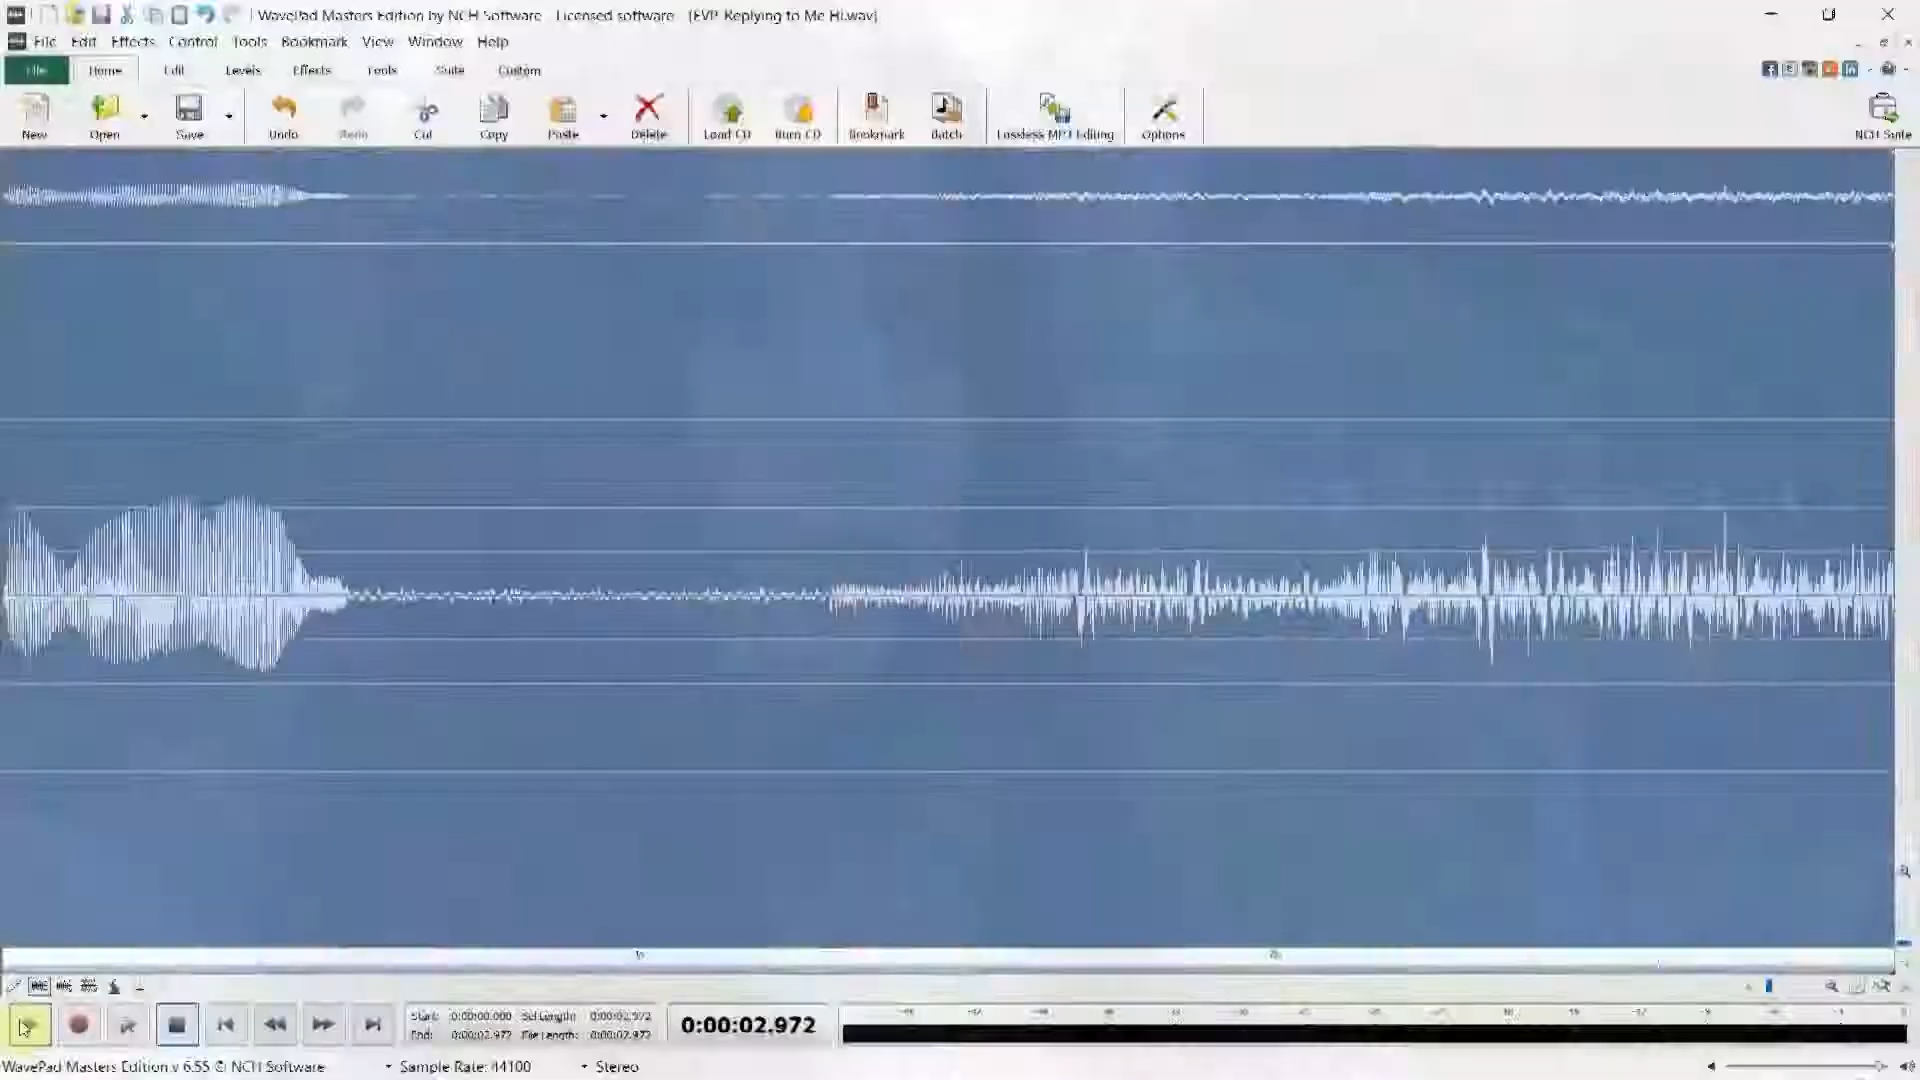 WavePad Masters Edition by NCH Software - Licensed software - [EVP Replying to Me Hi.wav]
File Edit Effects Control Tools Bookmark View Window Help
File Home Edit Levels Effects Tools Suite Custom
New Open Save Undo Redo Cut Copy Paste Delete Load CD Burn CD Bookmark Batch Lossless MP3 Editing Options NCH Suite
1s 2s
Start: 0:00:00.000 Sel Length: 0:00:02.972
End: 0:00:02.972 File Length: 0:00:02.972
0:00:02.972
WavePad Masters Edition v 6.55 © NCH Software Sample Rate: 44100 Stereo